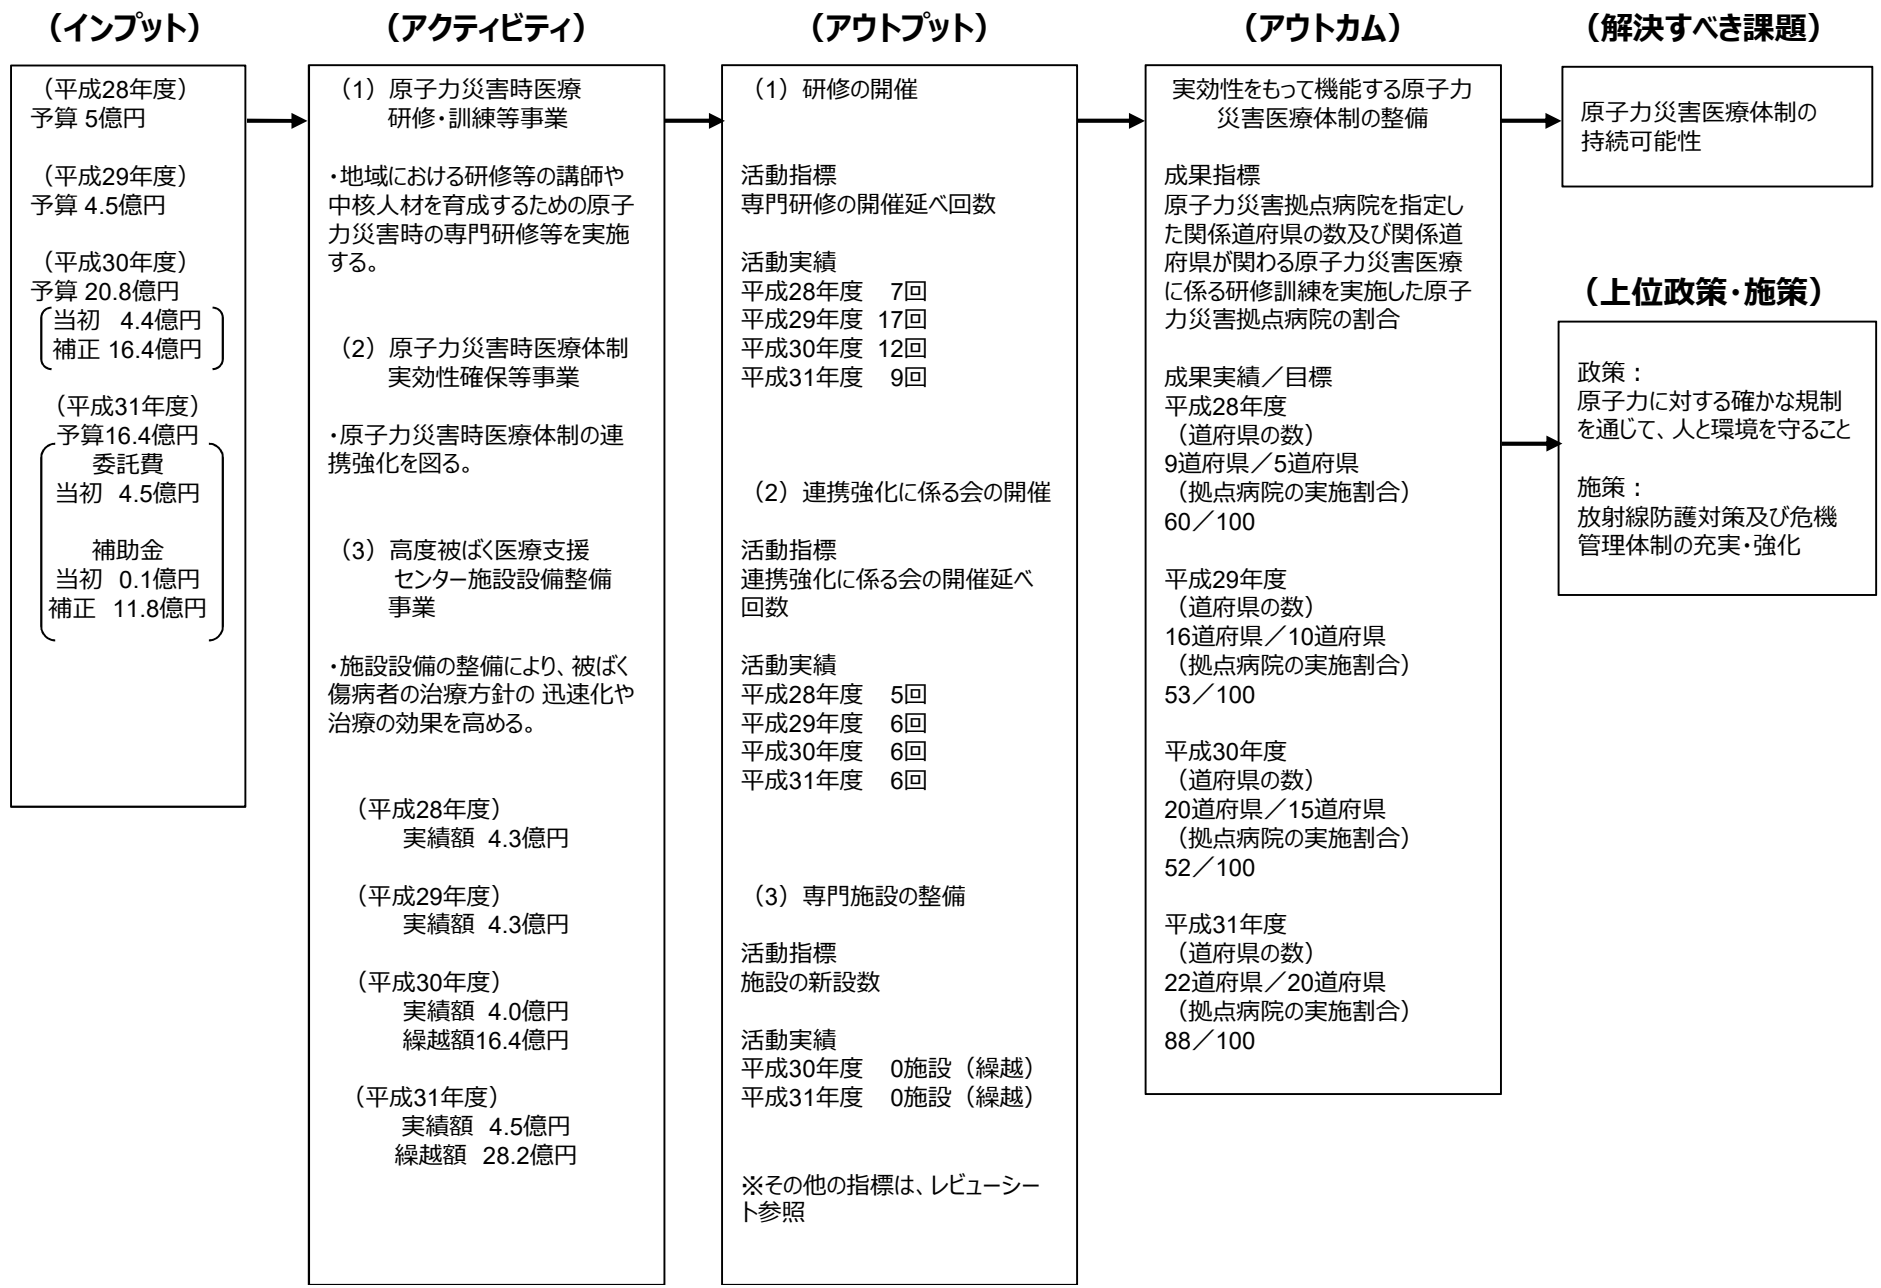 （インプット）
（平成28年度）
予算 5億円
（平成29年度）
予算 4.5億円
（平成30年度）
予算 20.8億円
当初 4.4億円
補正 16.4億円
（平成31年度）
予算16.4億円
委託費
当初 4.5億円
補助金
当初 0.1億円
補正 11.8億円
（アクティビティ）
（1）原子力災害時医療
研修・訓練等事業
・地域における研修等の講師や
中核人材を育成するための原子
力災害時の専門研修等を実施
する。
（2）原子力災害時医療体制
実効性確保等事業
・原子力災害時医療体制の連
携強化を図る。
（3）高度被ばく医療支援
センター施設設備整備
事業
・施設設備の整備により、被ばく
傷病者の治療方針の 迅速化や
治療の効果を高める。
（平成28年度）
実績額 4.3億円
（平成29年度）
実績額 4.3億円
（平成30年度）
実績額 4.0億円
繰越額16.4億円
（平成31年度）
実績額 4.5億円
繰越額 28.2億円
（アウトプット）
（1）研修の開催
活動指標
専門研修の開催延べ回数
活動実績
平成28年度 7回
平成29年度 17回
平成30年度 12回
平成31年度 9回
（2）連携強化に係る会の開催
活動指標
連携強化に係る会の開催延べ
回数
活動実績
平成28年度 5回
平成29年度 6回
平成30年度 6回
平成31年度 6回
（3）専門施設の整備
活動指標
施設の新設数
活動実績
平成30年度 0施設（繰越）
平成31年度 0施設（繰越）
※その他の指標は、レビューシー
ト参照
（アウトカム）
実効性をもって機能する原子力
災害医療体制の整備
成果指標
原子力災害拠点病院を指定し
た関係道府県の数及び関係道
府県が関わる原子力災害医療
に係る研修訓練を実施した原子
力災害拠点病院の割合
成果実績／目標
平成28年度
（道府県の数）
9道府県／5道府県
（拠点病院の実施割合）
60／100
平成29年度
（道府県の数）
16道府県／10道府県
（拠点病院の実施割合）
53／100
平成30年度
（道府県の数）
20道府県／15道府県
（拠点病院の実施割合）
52／100
平成31年度
（道府県の数）
22道府県／20道府県
（拠点病院の実施割合）
88／100
（解決すべき課題）
原子力災害医療体制の
持続可能性
（上位政策・施策）
政策：
原子力に対する確かな規制
を通じて、人と環境を守ること
施策：
放射線防護対策及び危機
管理体制の充実・強化